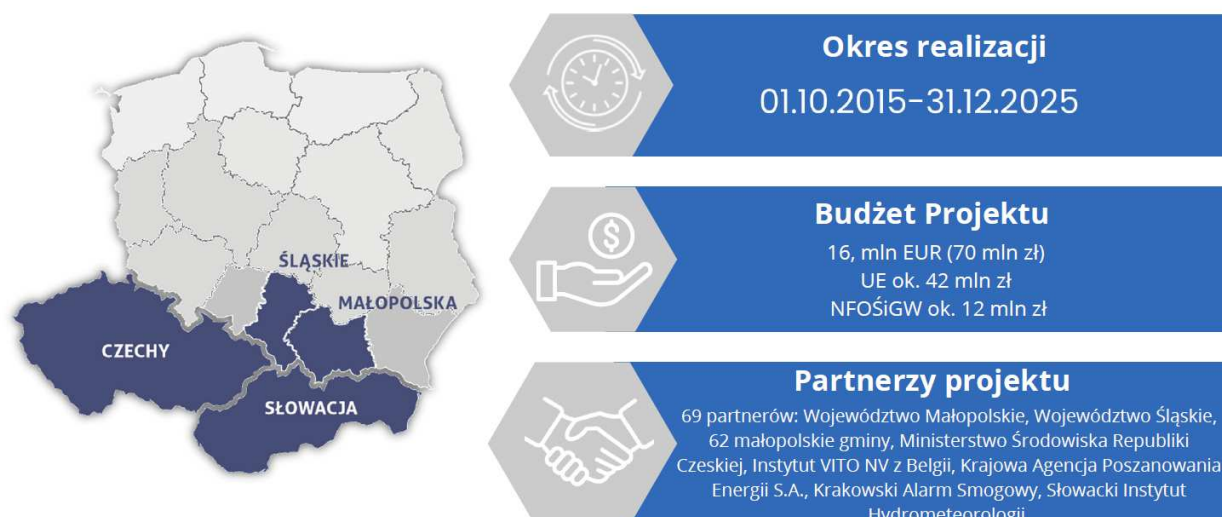 ŚLĄSKIE
MAŁOPOLSKA
CZECHY
SŁOWACJA
Okres realizacji
01.10.2015-31.12.2025
Budżet Projektu
16, mln EUR (70 mln zł)
UE ok. 42 mln zł
NFOŚiGW ok. 12 mln zł
Partnerzy projektu
69 partnerów: Województwo Małopolskie, Województwo Śląskie,
62 małopolskie gminy, Ministerstwo Środowiska Republiki
Czeskiej, Instytut VITO NV z Belgii, Krajowa Agencja Poszanowania
Energii S.A., Krakowski Alarm Smogowy, Słowacki Instytut
Hydrometeorologii